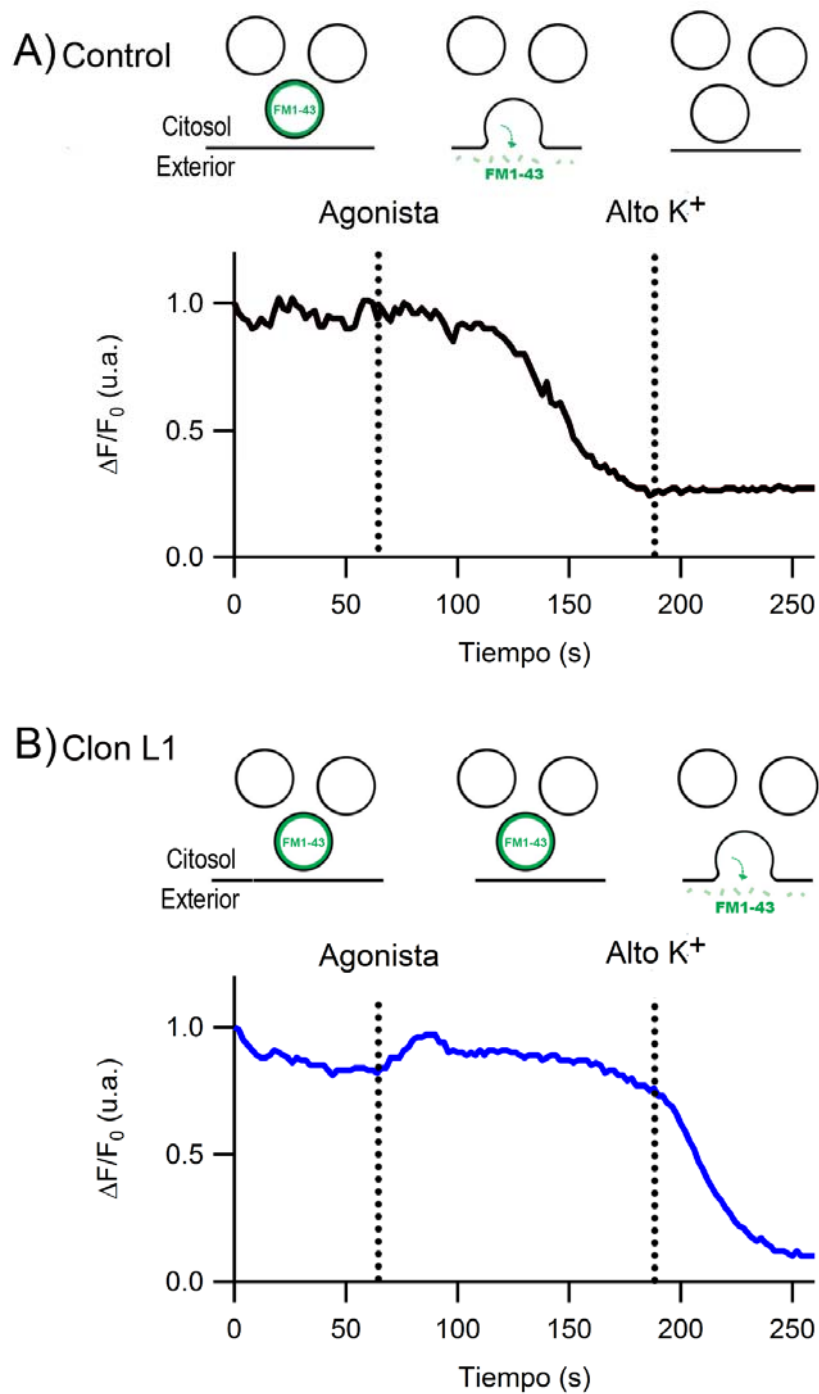 A) Control
FM1-43
Citosol
Exterior
FM1-43
Agonista
Alto K⁺
1.0
0.5
0.0
ΔF/F₀ (u.a.)
0 50 100 150 200 250
Tiempo (s)
B) Clon L1
FM1-43
FM1-43
Citosol
Exterior
FM1-43
Agonista
Alto K⁺
1.0
0.5
0.0
ΔF/F₀ (u.a.)
0 50 100 150 200 250
Tiempo (s)